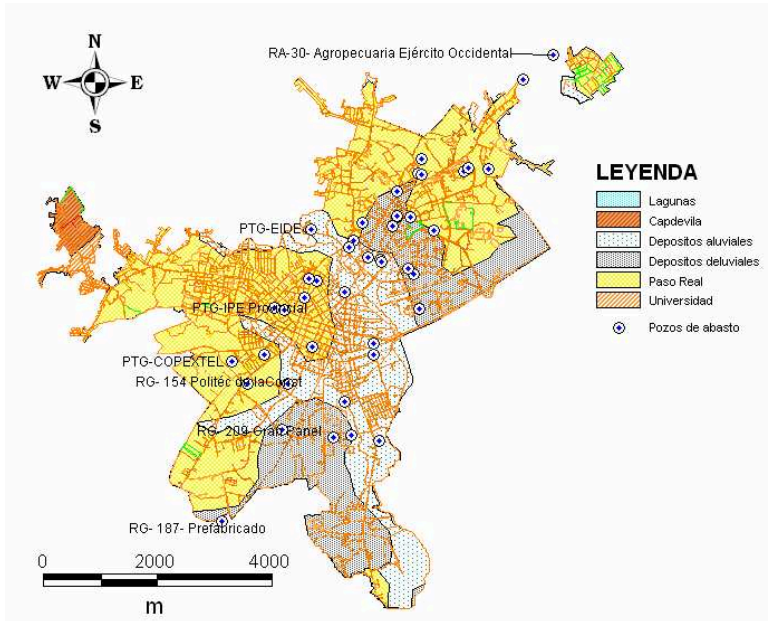 N
W E
S
RA-30- Agropecuaria Ejército Occidental
LEYENDA
Lagunas
Capdevila
Depositos aluviales
Depositos deluviales
Paso Real
Universidad
Pozos de abasto
PTG-EIDE
PTG-IPE Provincial
PTG-COPEXTEL
RG- 154 Politéc de laConst
RG- 209 Gran Panel
RG- 187- Prefabricado
0 2000 4000
m